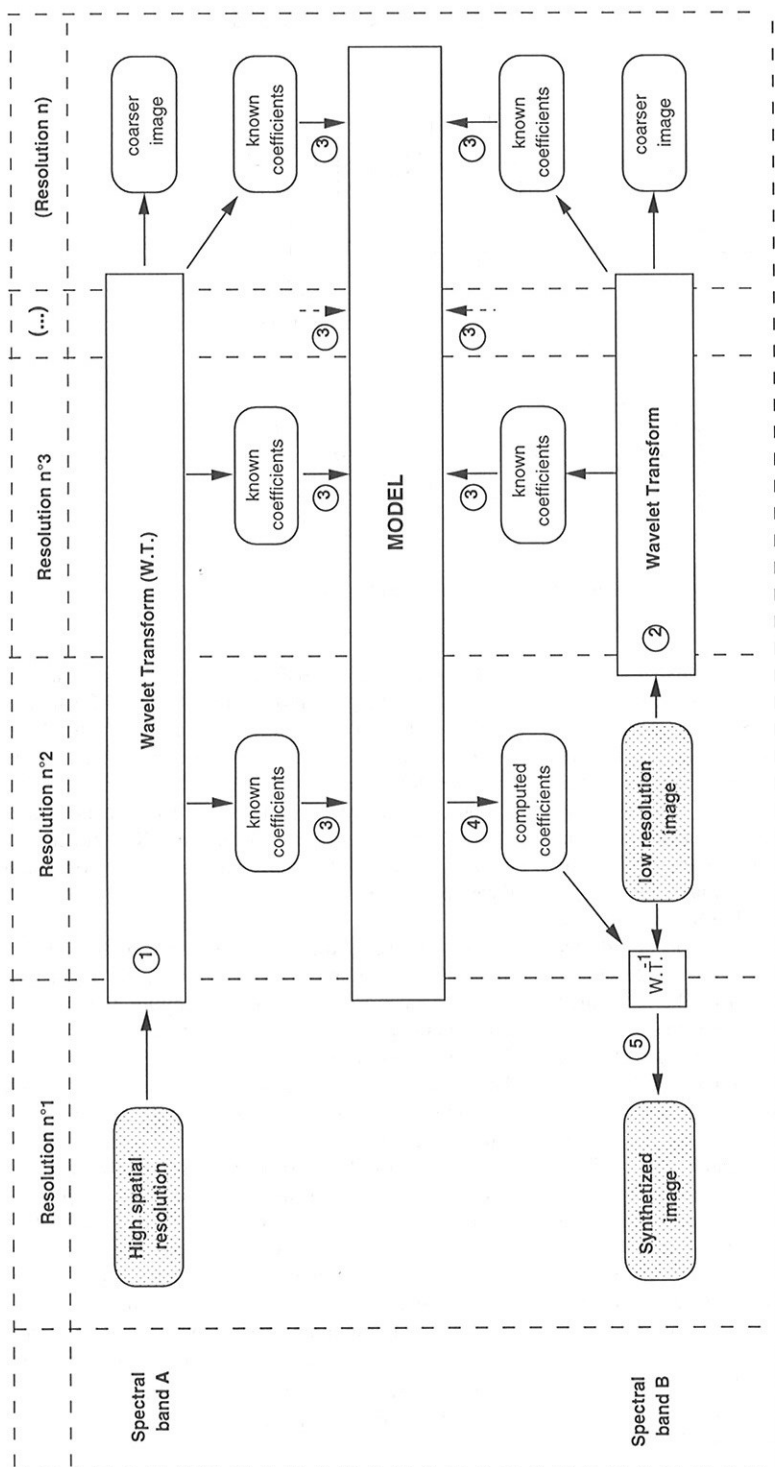 Resolution n°1
Resolution n°2
Resolution n°3
(...)
(Resolution n)
Spectral
band A
High spatial
resolution
1
Wavelet Transform (W.T.)
coarser
image
known
coefficients
known
coefficients
known
coefficients
3
3
3
3
MODEL
4
3
3
3
computed
coefficients
known
coefficients
known
coefficients
Spectral
band B
Synthetized
image
5
W.T.-1
low resolution
image
2
Wavelet Transform
coarser
image